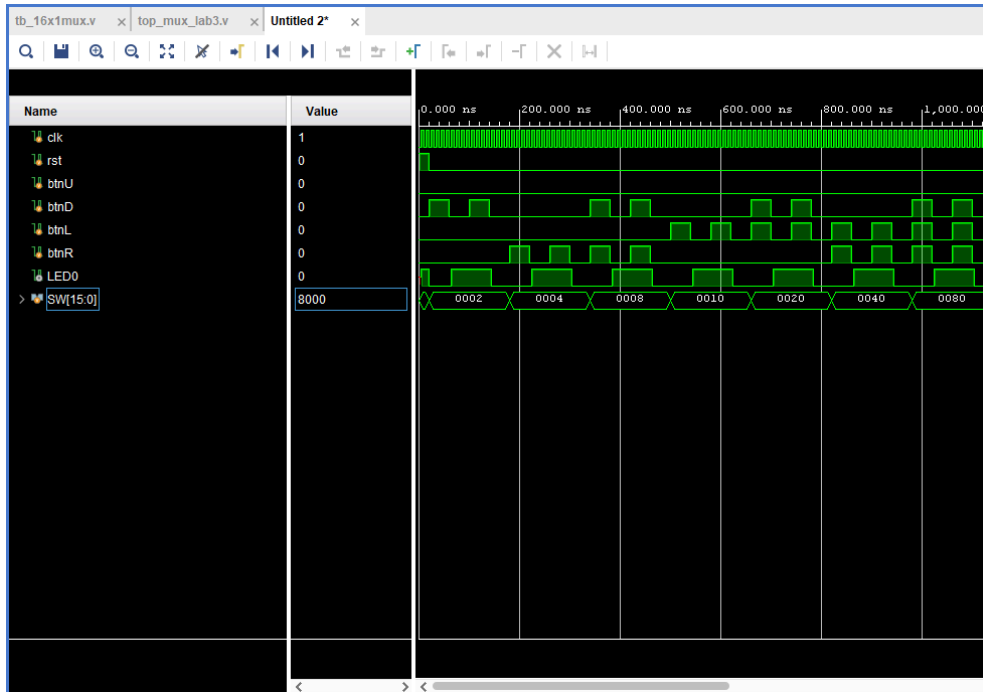 tb_16x1mux.v × top_mux_lab3.v × Untitled 2* ×
Name Value 0.000 ns 200.000 ns 400.000 ns 600.000 ns 800.000 ns 1,000.000
clk 1
rst 0
btnU 0
btnD 0
btnL 0
btnR 0
LED0 0
SW[15:0] 8000 0002 0004 0008 0010 0020 0040 0080